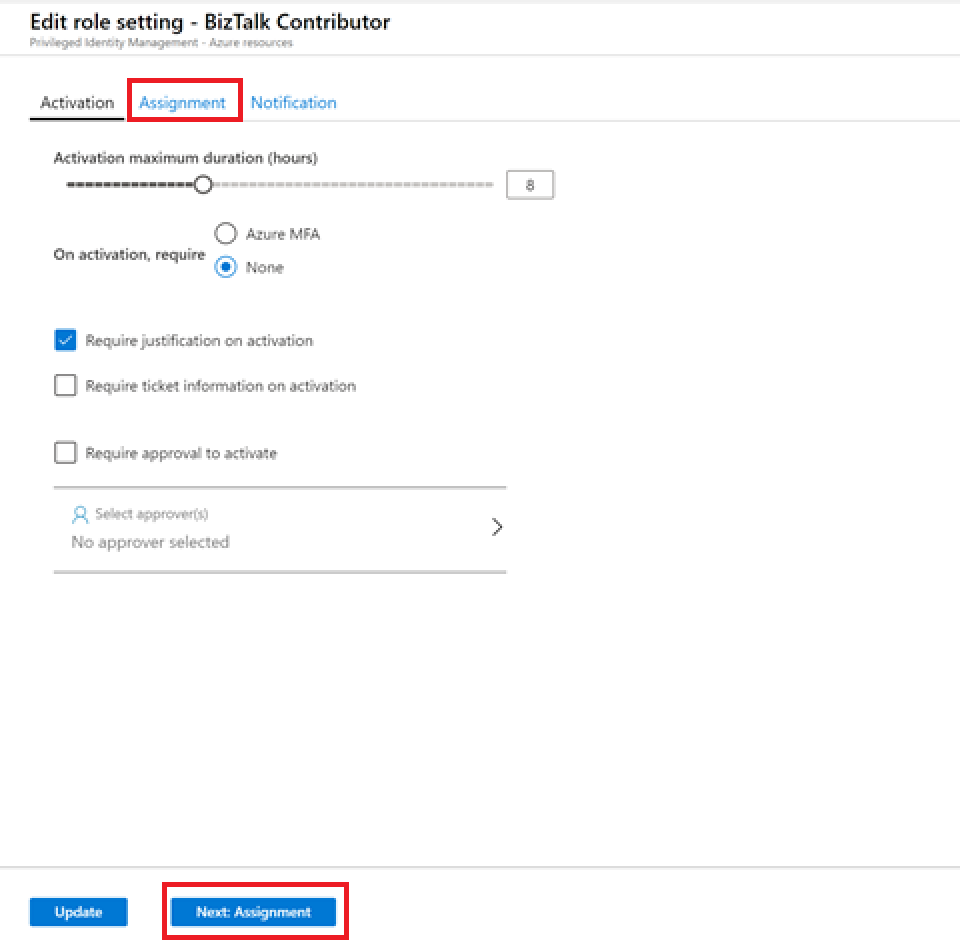 Edit role setting - BizTalk Contributor
Privileged Identity Management - Azure resources
Activation Assignment Notification
Activation maximum duration (hours)
8
Azure MFA
On activation, require
None
Require justification on activation
Require ticket information on activation
Require approval to activate
Select approver(s)
No approver selected
Update Next: Assignment